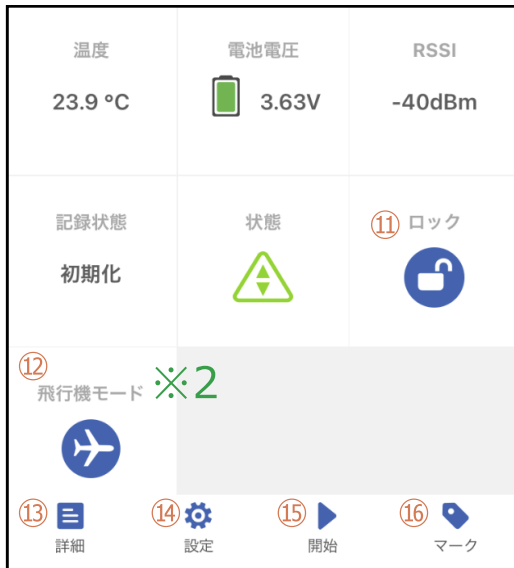 温度 電池電圧 RSSI
23.9 °C 3.63V -40dBm
記録状態 状態 ⑪ ロック
初期化
⑫
飛行機モード ※2
⑬ ⑭ ⑮ ⑯
詳細 設定 開始 マーク